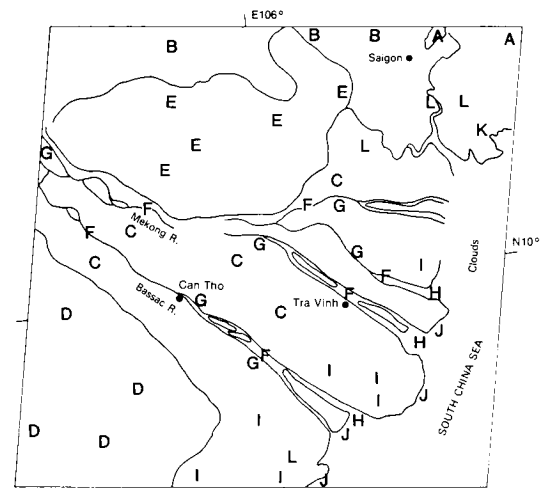 E106°
B B B A A
Saigon
E E L L
E K
E L
G C
E
F F G
Mekong R.
C
F G N10°
C C G F I Clouds
Can Tho
Bassac R. G F H
D Tra Vinh
C H J
F
G I I
D J SOUTH CHINA SEA
I
I H
D D J
L
I I J